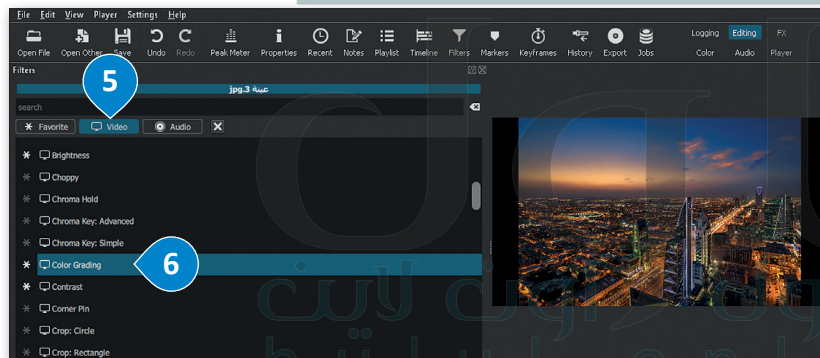 File Edit View Player Settings Help
Open File Open Other... Save Undo Redo Peak Meter Properties Recent Notes Playlist Timeline Filters Markers Keyframes History Export Jobs
Logging Editing FX
Color Audio Player
Filters
عينة 3.jpg
5
search
Favorite Video Audio
Brightness
Choppy
Chroma Hold
Chroma Key: Advanced
Chroma Key: Simple
Color Grading
6
Contrast
Corner Pin
Crop: Circle
Crop: Rectangle